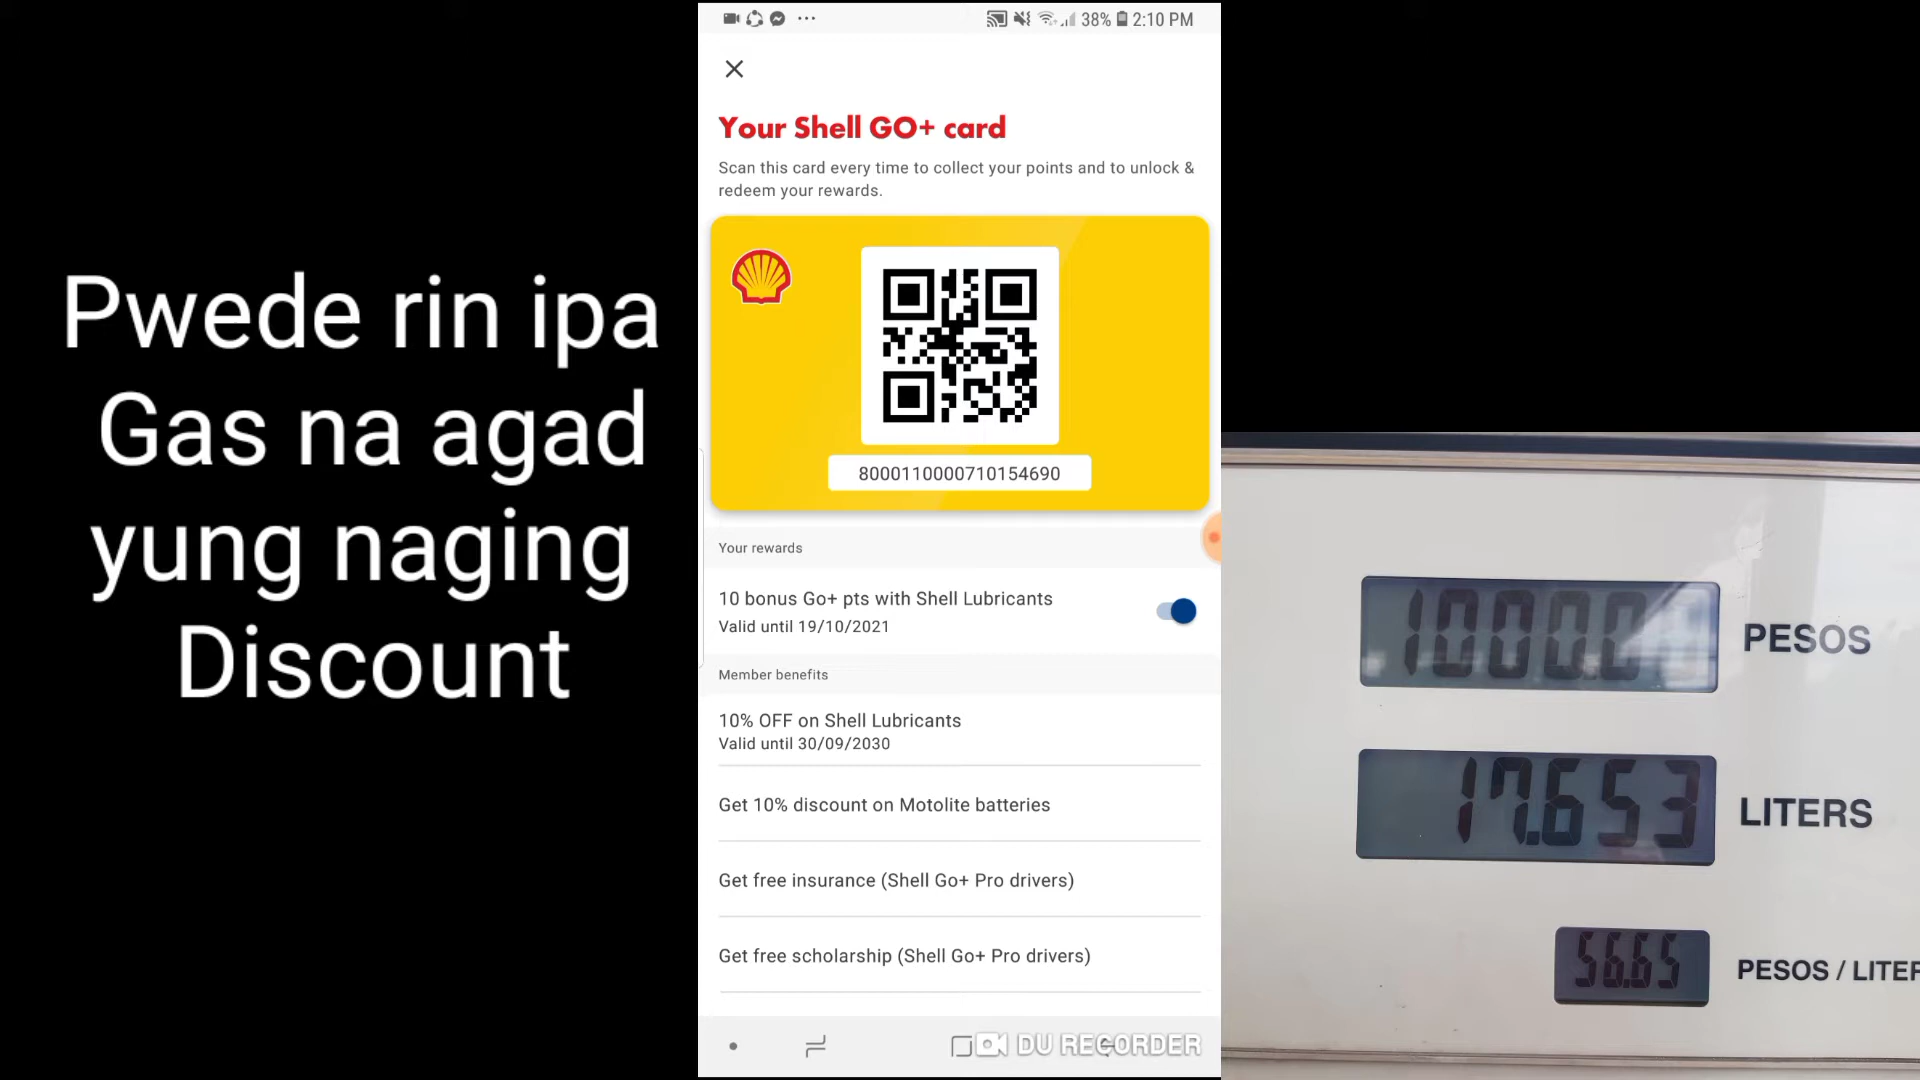 Pwede rin ipa
Gas na agad
yung naging
Discount
38% 2:10 PM
Your Shell GO+ card
Scan this card every time to collect your points and to unlock &
redeem your rewards.
8000110000710154690
Your rewards
10 bonus Go+ pts with Shell Lubricants
Valid until 19/10/2021
Member benefits
10% OFF on Shell Lubricants
Valid until 30/09/2030
Get 10% discount on Motolite batteries
Get free insurance (Shell Go+ Pro drivers)
Get free scholarship (Shell Go+ Pro drivers)
DU RECORDER
PESOS
17.653 LITERS
56.65 PESOS / LITER